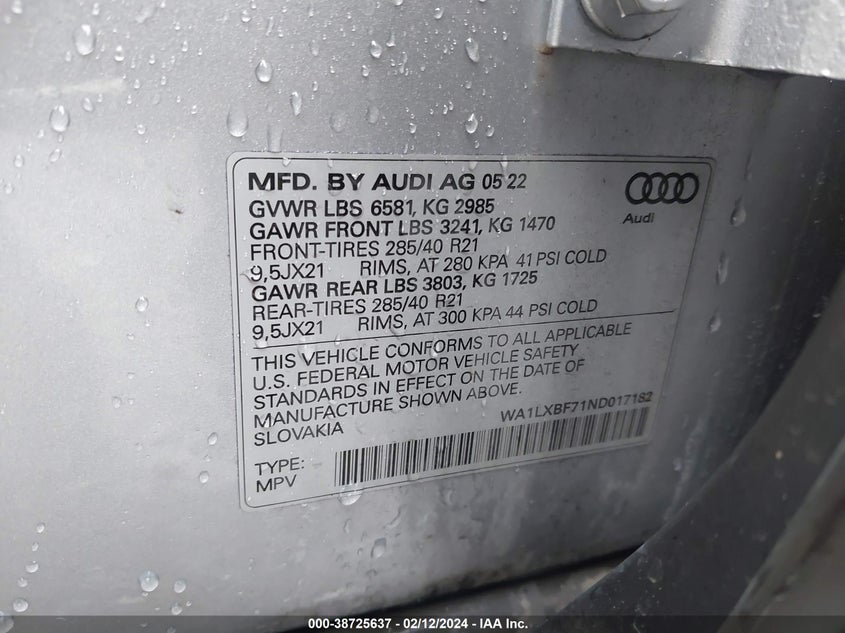 MFD. BY AUDI AG 05 22
Audi
GVWR LBS 6581, KG 2985
GAWR FRONT LBS 3241, KG 1470
FRONT-TIRES 285/40 R21
9,5JX21 RIMS, AT 280 KPA 41 PSI COLD
GAWR REAR LBS 3803, KG 1725
REAR-TIRES 285/40 R21
9,5JX21 RIMS, AT 300 KPA 44 PSI COLD
THIS VEHICLE CONFORMS TO ALL APPLICABLE
U.S. FEDERAL MOTOR VEHICLE SAFETY
STANDARDS IN EFFECT ON THE DATE OF
MANUFACTURE SHOWN ABOVE.
SLOVAKIA
WA1LXBF71ND017182
TYPE:
MPV
000-38725637 - 02/12/2024 - IAA Inc.